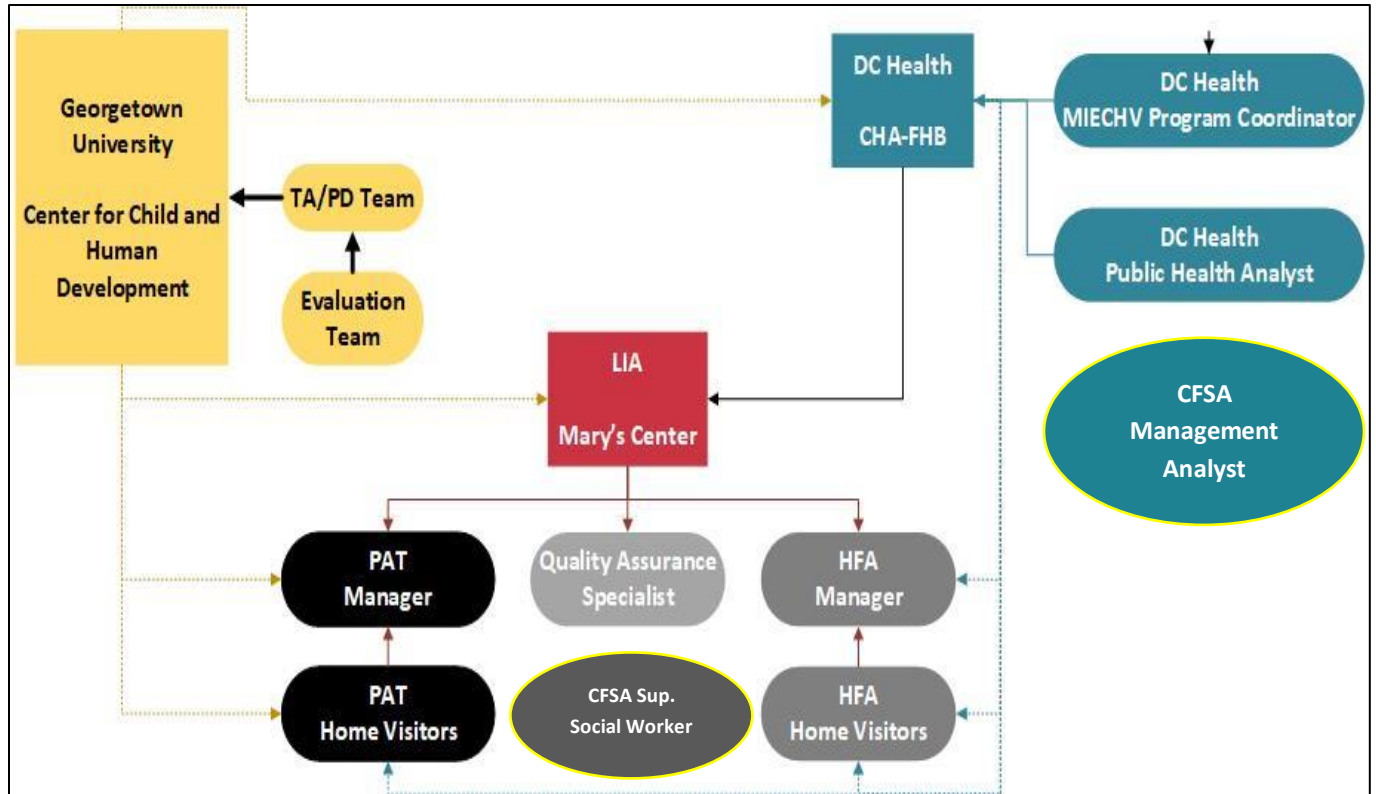 Georgetown
University
Center for Child and
Human
Development
TA/PD Team
Evaluation
Team
DC Health
CHA-FHB
DC Health
MIECHV Program Coordinator
DC Health
Public Health Analyst
CFSA
Management
Analyst
LIA
Mary's Center
PAT
Manager
Quality Assurance
Specialist
HFA
Manager
PAT
Home Visitors
CFSA Sup.
Social Worker
HFA
Home Visitors